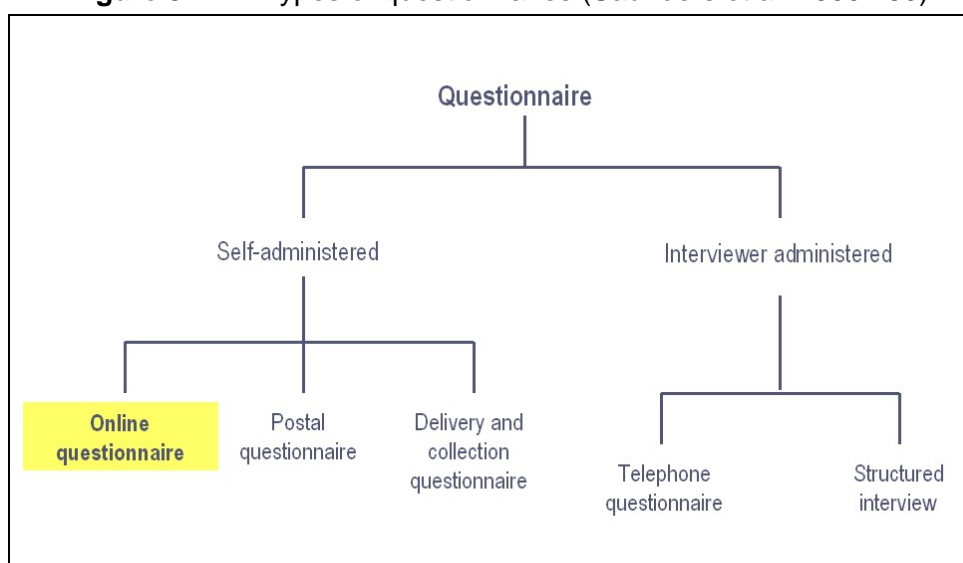 Questionnaire
Self-administered
Interviewer administered
Online
questionnaire
Postal
questionnaire
Delivery and
collection
questionnaire
Telephone
questionnaire
Structured
interview